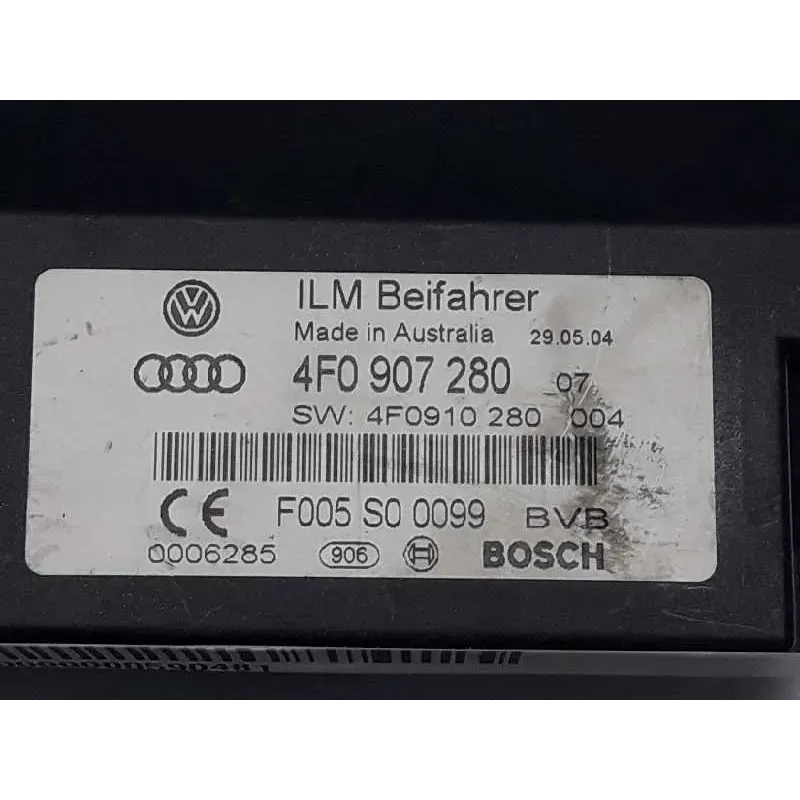 ILM Beifahrer
Made in Australia 29.05.04
4F0 907 280 07
SW: 4F0910 280 004
CE F005 S0 0099 BVB
0006285 906 BOSCH